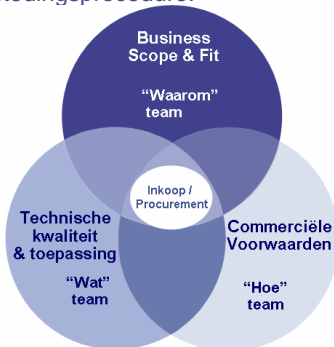 Business
Scope & Fit
"Waarom"
team
Inkoop /
Procurement
Technische
kwaliteit
& toepassing
"Wat"
team
Commerciële
Voorwaarden
"Hoe"
team